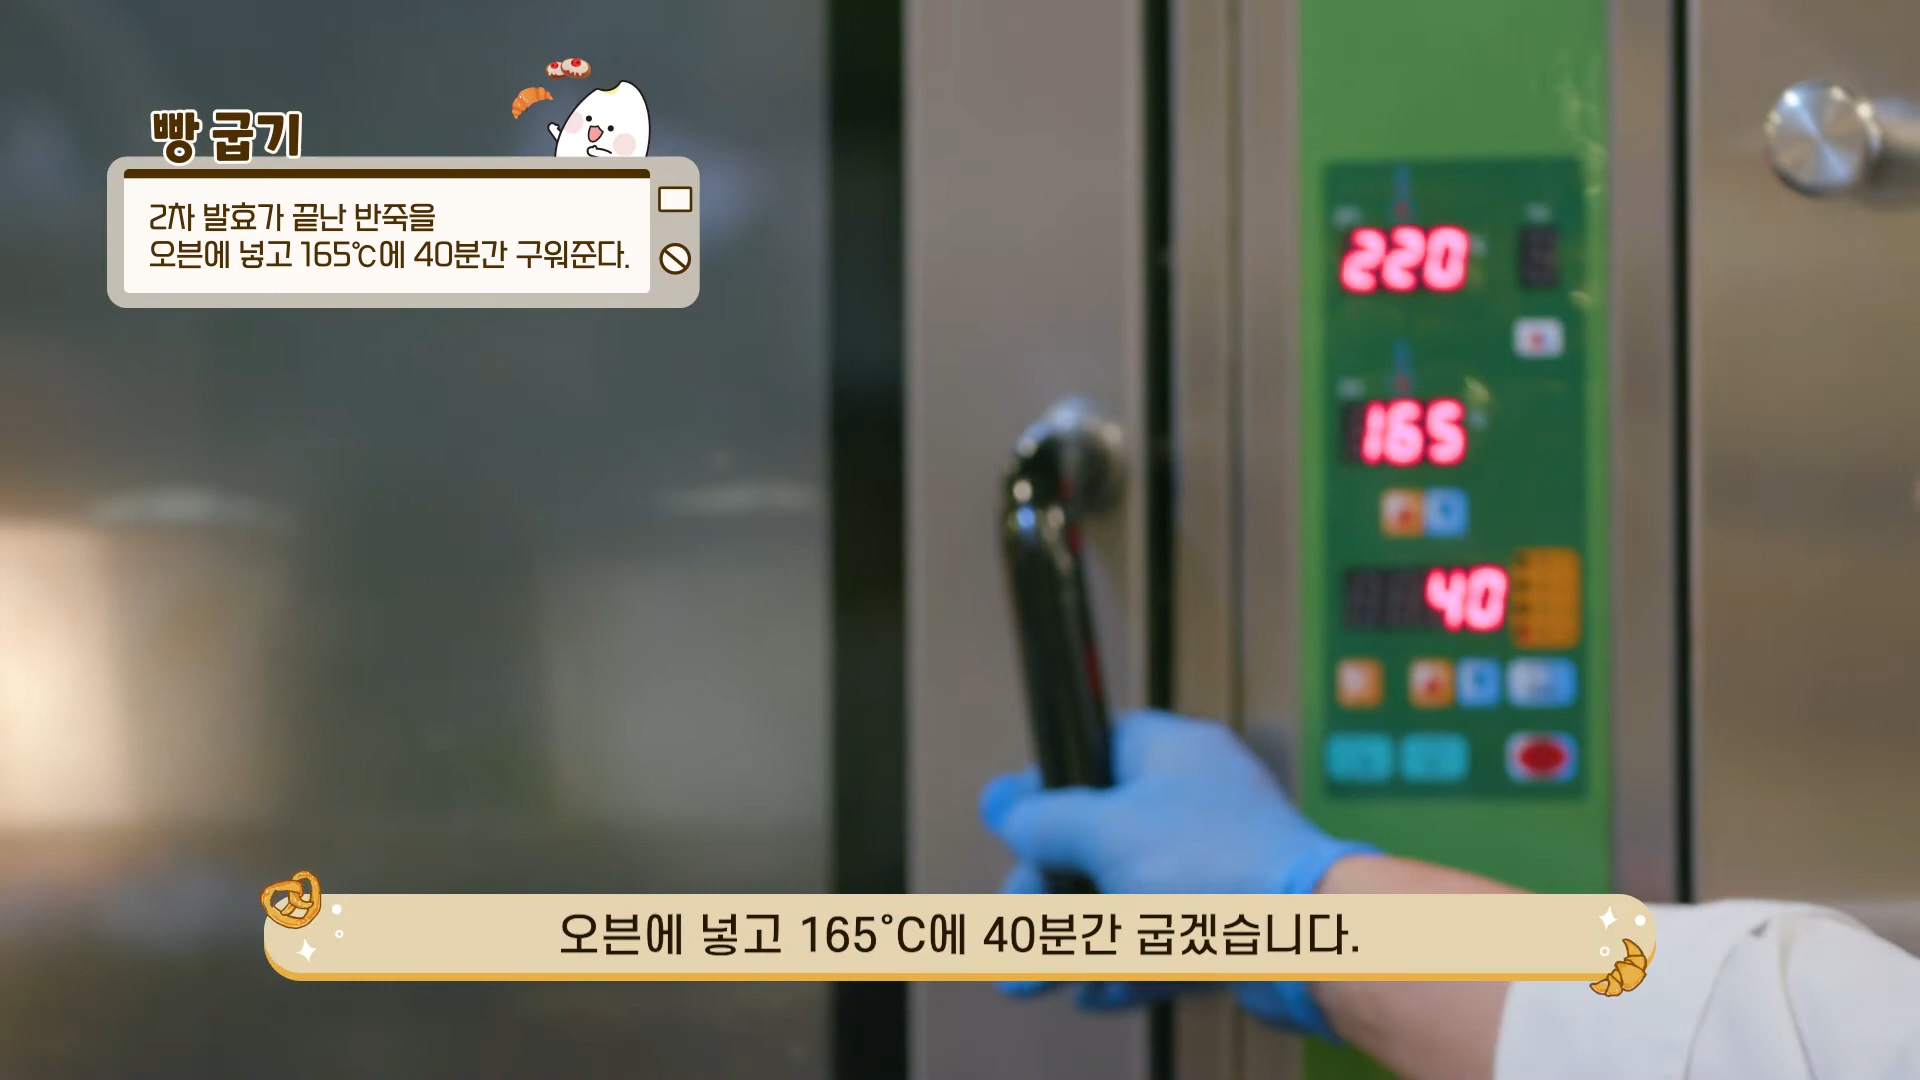 빵 굽기
2차 발효가 끝난 반죽을
오븐에 넣고 165℃에 40분간 구워준다.
220
165
40
오븐에 넣고 165°C에 40분간 굽겠습니다.